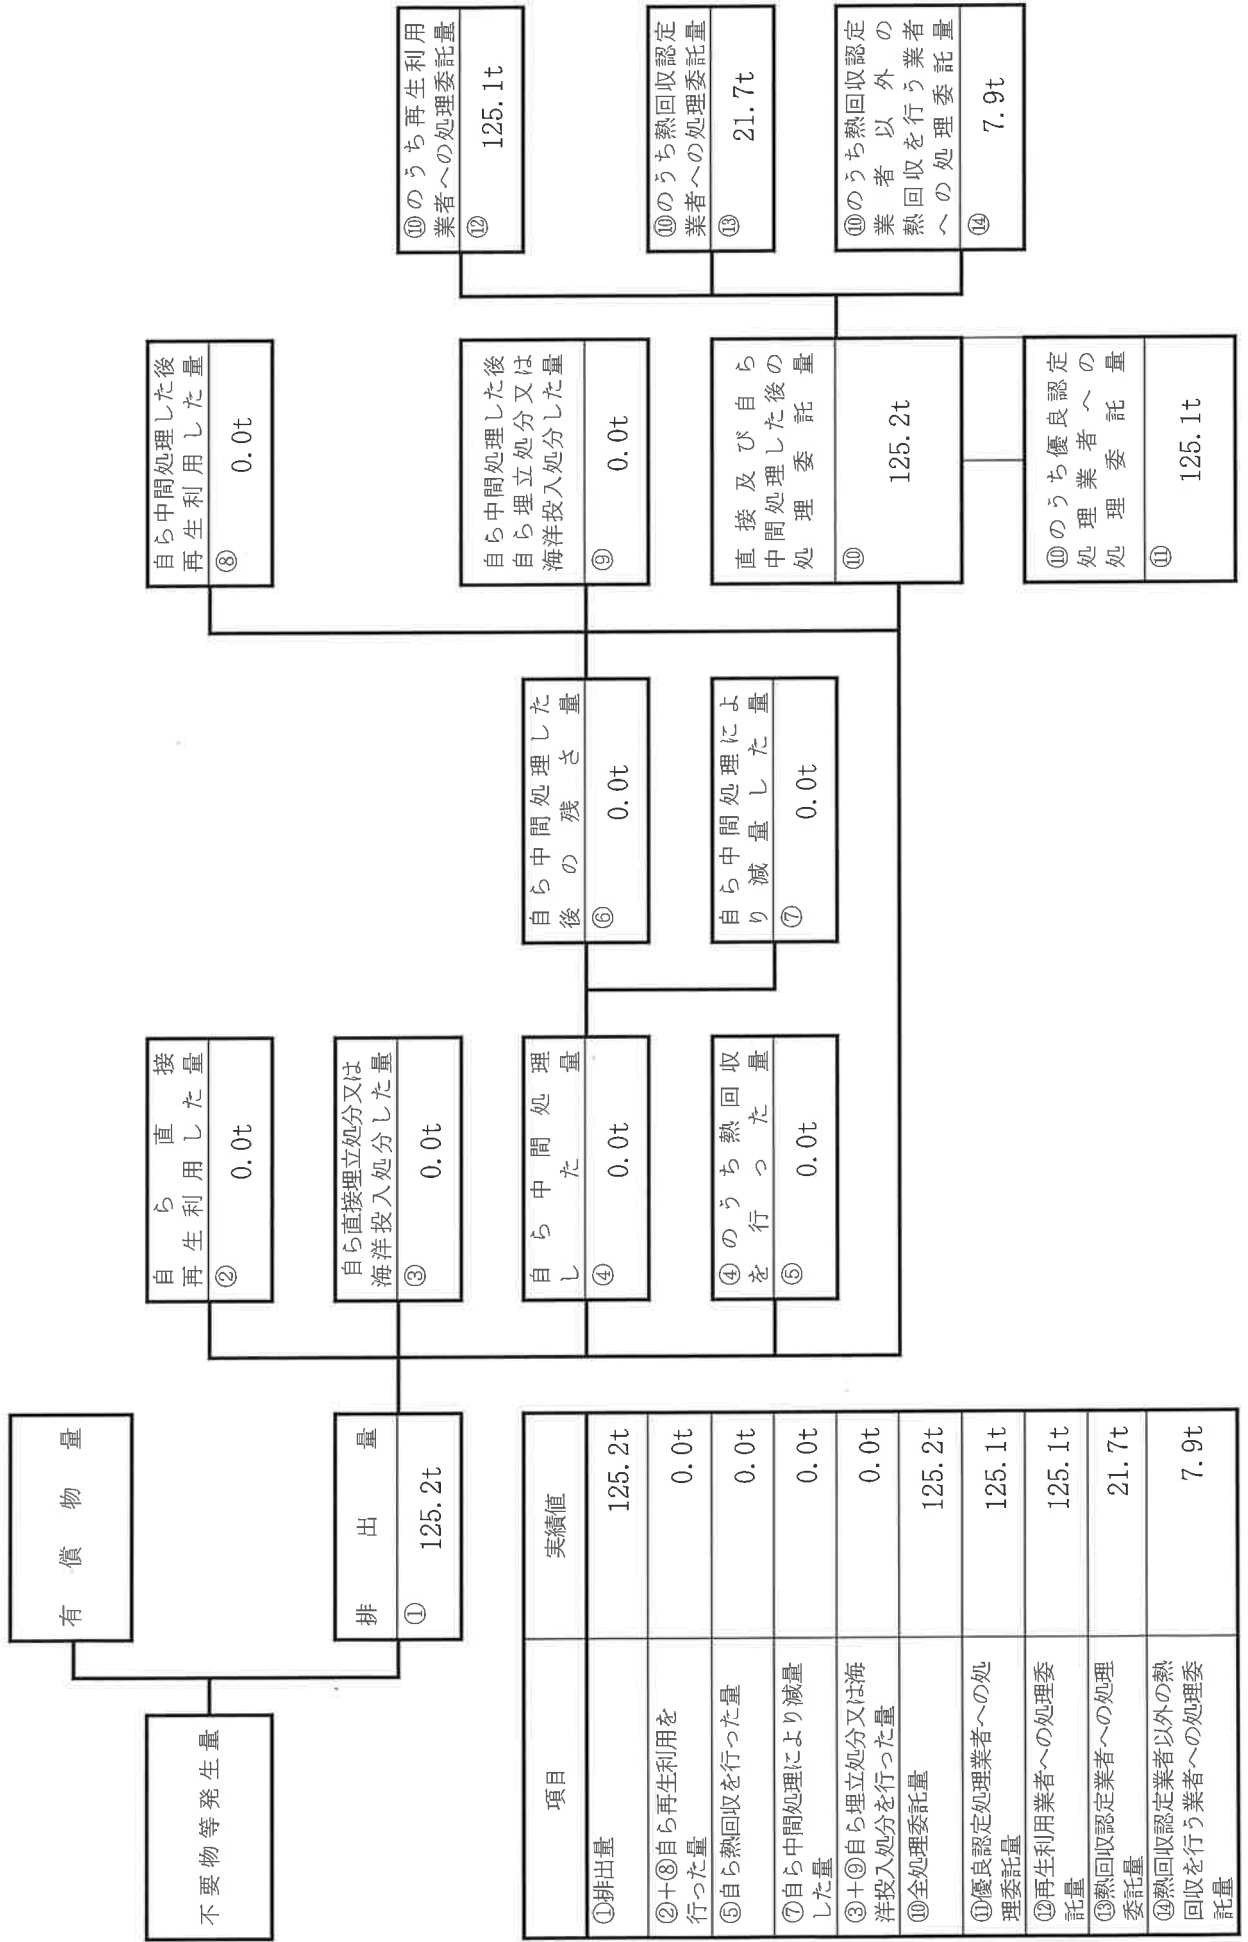 不要物等発生量
有償物量
排出量
①
125.2t
自ら直接
再生利用した量
②
0.0t
自ら直接埋立処分又は
海洋投入処分した量
③
0.0t
自ら中間処理
した量
④
0.0t
④のうち熱回収
を行った量
⑤
0.0t
自ら中間処理した
後の残さ量
⑥
0.0t
自ら中間処理によ
り減量した量
⑦
0.0t
自ら中間処理した後
再生利用した量
⑧
0.0t
自ら中間処理した後
自ら埋立処分又は
海洋投入処分した量
⑨
0.0t
直接及び自ら
中間処理した後の
処理委託量
⑩
125.2t
⑩のうち優良認定
処理業者への
処理委託量
⑪
125.1t
⑩のうち再生利用
業者への処理委託量
⑫
125.1t
⑩のうち熱回収認定
業者への処理委託量
⑬
21.7t
⑩のうち熱回収認定
業者以外の
熱回収を行う業者
への処理委託量
⑭
7.9t
項目 実績値
①排出量 125.2t
②+⑧自ら再生利用を
行った量 0.0t
⑤自ら熱回収を行った量 0.0t
⑦自ら中間処理により減量
した量 0.0t
③+⑨自ら埋立処分又は海
洋投入処分を行った量 0.0t
⑩全処理委託量 125.2t
⑪優良認定処理業者への処
理委託量 125.1t
⑫再生利用業者への処理委
託量 125.1t
⑬熱回収認定業者への処理
委託量 21.7t
⑭熱回収認定業者以外の熱
回収を行う業者への処理委
託量 7.9t